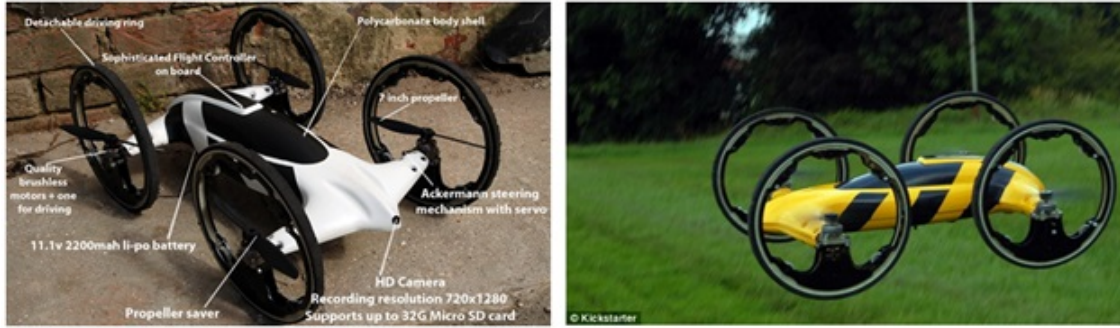 Detachable driving ring
Polycarbonate body shell
Sophisticated Flight Controller
on board
7 inch propeller
Quality
brushless
motors + one
for driving
Ackermann steering
mechanism with servo
11.1v 2200mah li-po battery
HD Camera
Recording resolution 720x1280
Supports up to 32G Micro SD card
Propeller saver
© Kickstarter